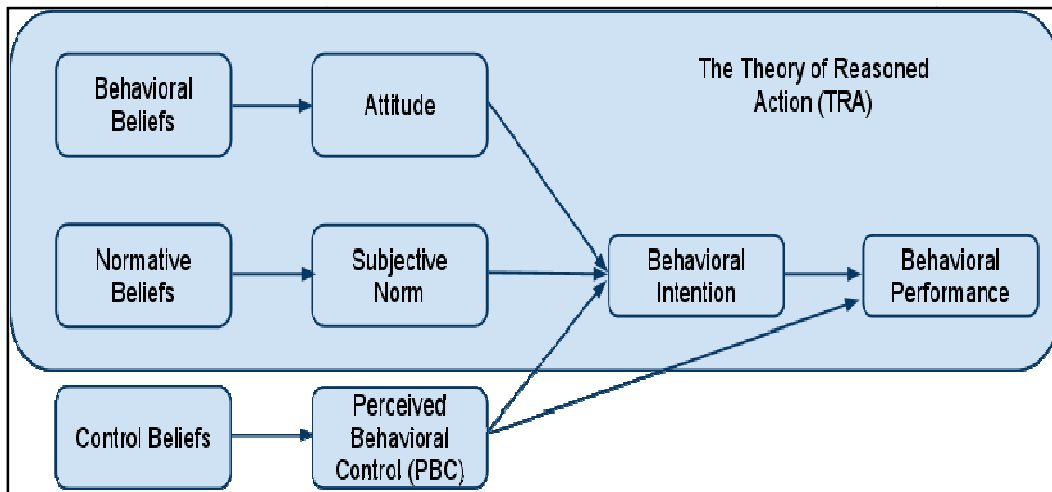 The Theory of Reasoned
Action (TRA)
Behavioral
Beliefs
Attitude
Normative
Beliefs
Subjective
Norm
Behavioral
Intention
Behavioral
Performance
Control Beliefs
Perceived
Behavioral
Control (PBC)